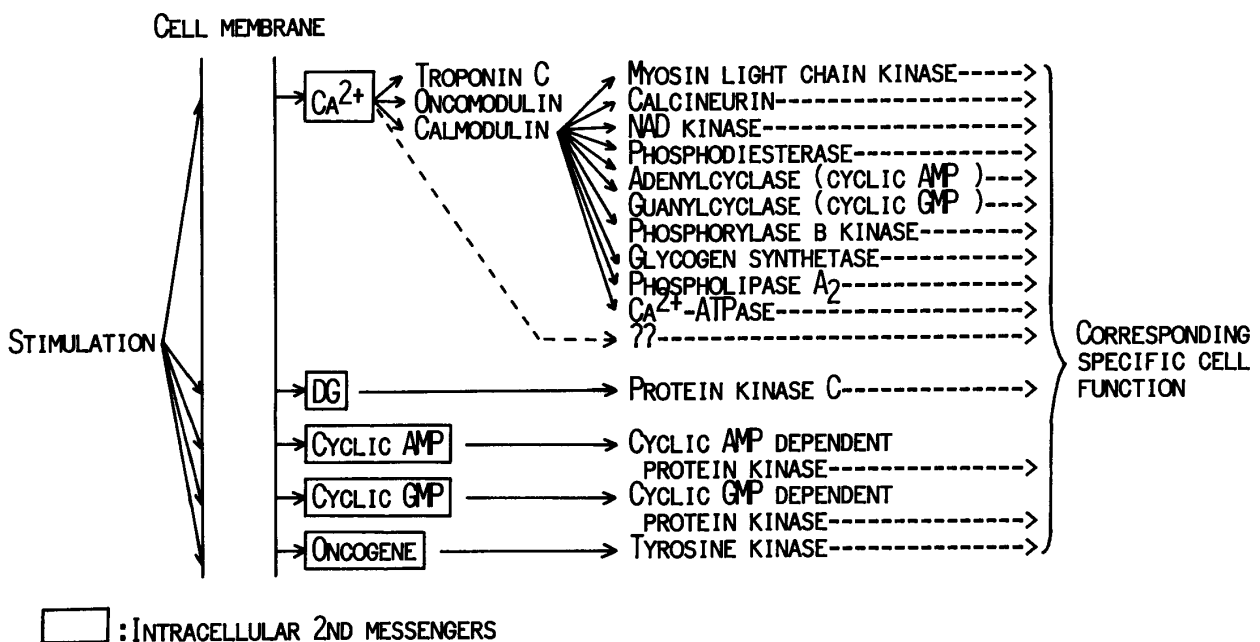 CELL MEMBRANE
Ca2+
TROPONIN C
ONCOMODULIN
CALMODULIN
MYOSIN LIGHT CHAIN KINASE
CALCINEURIN
NAD KINASE
PHOSPHODIESTERASE
ADENYLCYCLASE (CYCLIC AMP )
GUANYLCYCLASE (CYCLIC GMP )
PHOSPHORYLASE B KINASE
GLYCOGEN SYNTHETASE
PHOSPHOLIPASE A2
CA2+-ATPASE
??
STIMULATION
CORRESPONDING
SPECIFIC CELL
FUNCTION
DG
PROTEIN KINASE C
CYCLIC AMP
CYCLIC AMP DEPENDENT
PROTEIN KINASE
CYCLIC GMP
CYCLIC GMP DEPENDENT
PROTEIN KINASE
ONCOGENE
TYROSINE KINASE
:INTRACELLULAR 2ND MESSENGERS